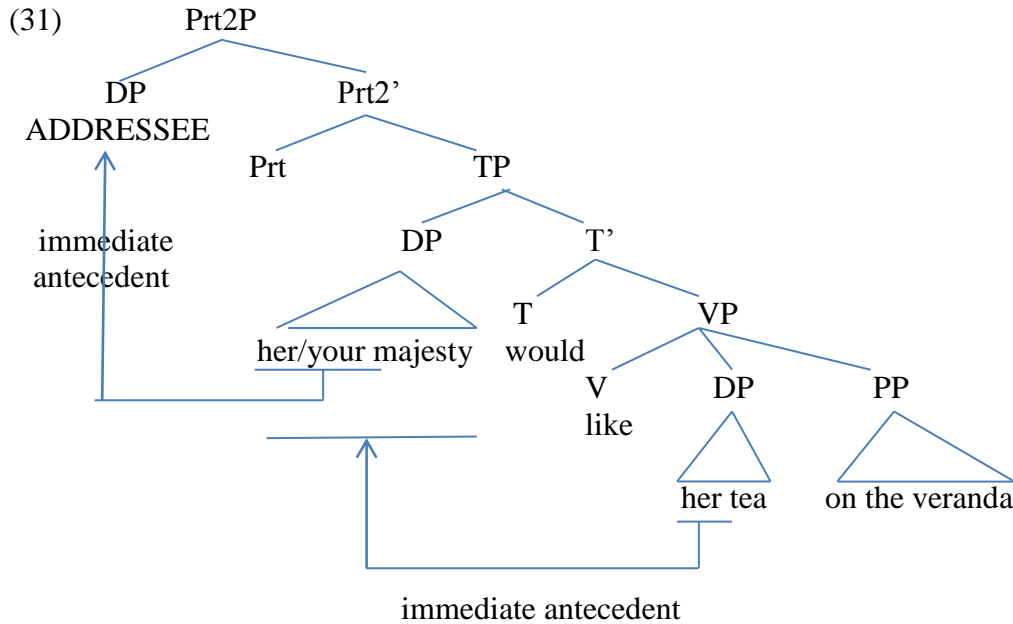 (31) Prt2P
DP Prt2’
ADDRESSEE
Prt TP
immediate DP T’
antecedent
T VP
her/your majesty would
V DP PP
like
her tea on the veranda
immediate antecedent